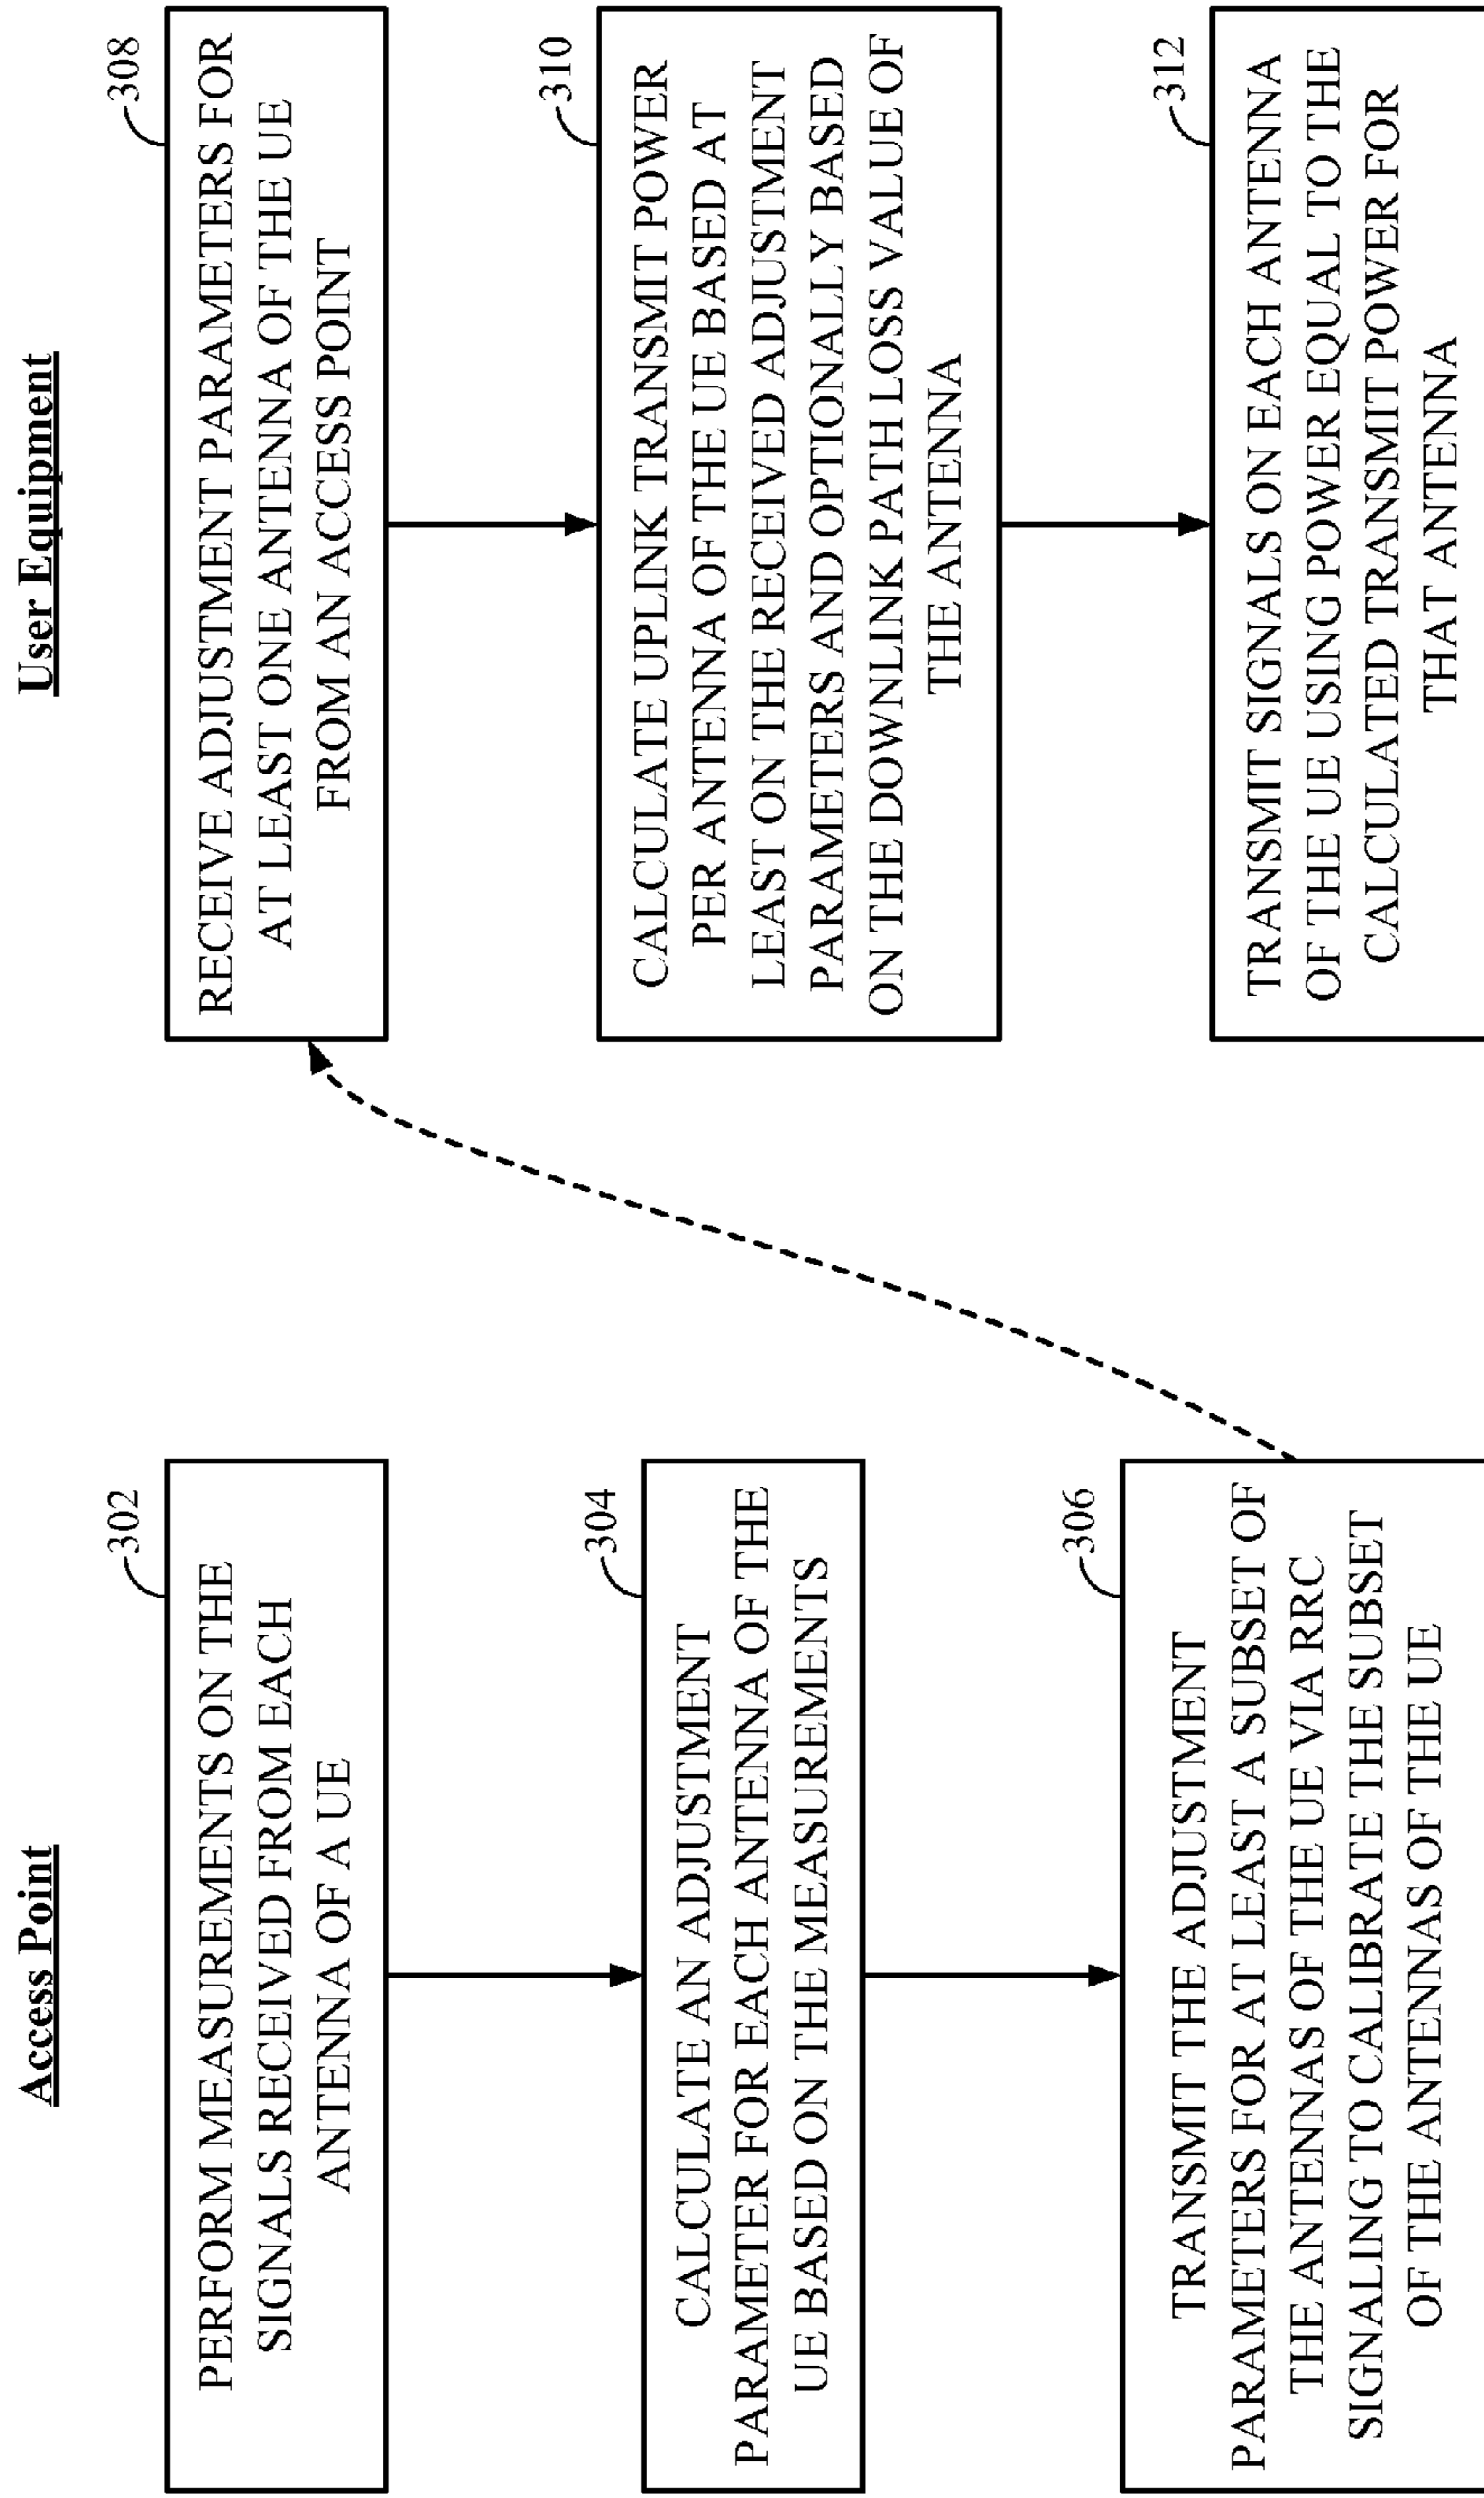 Access Point
302
PERFORM MEASUREMENTS ON THE
SIGNALS RECEIVED FROM EACH
ANTENNA OF A UE
304
CALCULATE AN ADJUSTMENT
PARAMETER FOR EACH ANTENNA OF THE
UE BASED ON THE MEASUREMENTS
306
TRANSMIT THE ADJUSTMENT
PARAMETERS FOR AT LEAST A SUBSET OF
THE ANTENNAS OF THE UE VIA RRC
SIGNALING TO CALIBRATE THE SUBSET
OF THE ANTENNAS OF THE UE
User Equipment
308
RECEIVE ADJUSTMENT PARAMETERS FOR
AT LEAST ONE ANTENNA OF THE UE
FROM AN ACCESS POINT
310
CALCULATE UPLINK TRANSMIT POWER
PER ANTENNA OF THE UE BASED AT
LEAST ON THE RECEIVED ADJUSTMENT
PARAMETERS AND OPTIONALLY BASED
ON THE DOWNLINK PATH LOSS VALUE OF
THE ANTENNA
312
TRANSMIT SIGNALS ON EACH ANTENNA
OF THE UE USING POWER EQUAL TO THE
CALCULATED TRANSMIT POWER FOR
THAT ANTENNA